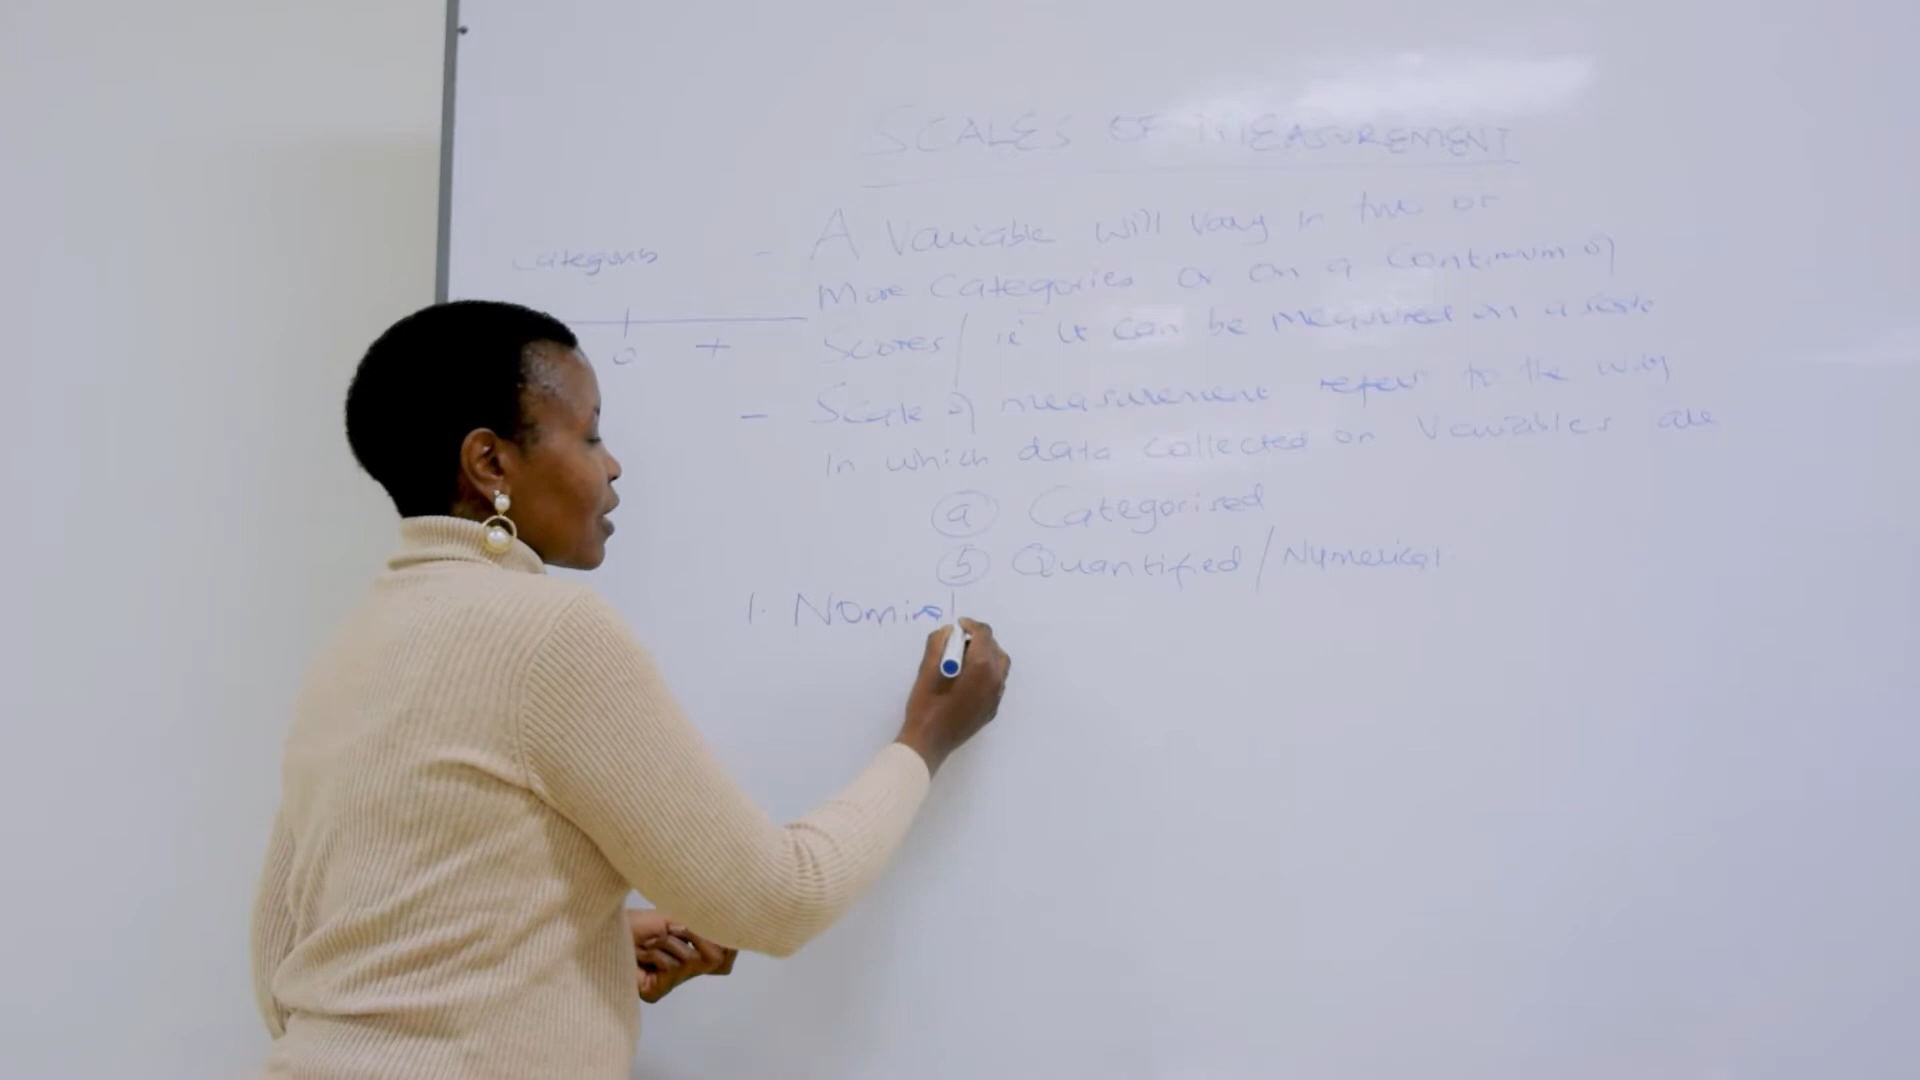 SCALES OF MEASUREMENT
Categoris
- A Variable will vary in two or
More Categories or on a Continuum of
Scores / ie it can be measured on a scale
0 +
- Scale of measurement refers to the way
In which data collected on Variables are
(a) Categorised
(b) Quantified / Numerical
1. Nominal